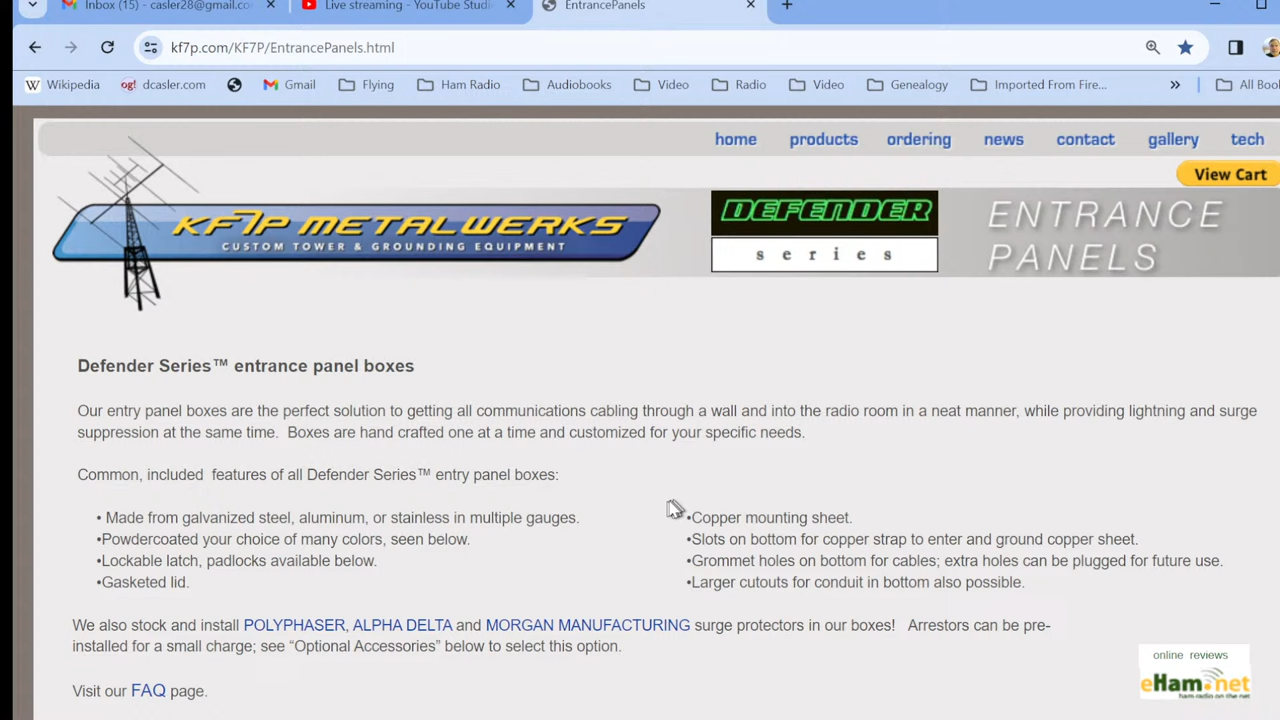 Inbox (15) - casler28@gmail.co
Live streaming - YouTube Studi
EntrancePanels
kf7p.com/KF7P/EntrancePanels.html
W Wikipedia
og! dcasler.com
Gmail
Flying
Ham Radio
Audiobooks
Video
Radio
Video
Genealogy
Imported From Fire...
»
All Boo
home products ordering news contact gallery tech
View Cart
KF7P METALWERKS
CUSTOM TOWER & GROUNDING EQUIPMENT
DEFENDER
series
ENTRANCE
PANELS
Defender Series™ entrance panel boxes
Our entry panel boxes are the perfect solution to getting all communications cabling through a wall and into the radio room in a neat manner, while providing lightning and surge
suppression at the same time. Boxes are hand crafted one at a time and customized for your specific needs.
Common, included features of all Defender Series™ entry panel boxes:
• Made from galvanized steel, aluminum, or stainless in multiple gauges.
•Powdercoated your choice of many colors, seen below.
•Lockable latch, padlocks available below.
•Gasketed lid.
•Copper mounting sheet.
•Slots on bottom for copper strap to enter and ground copper sheet.
•Grommet holes on bottom for cables; extra holes can be plugged for future use.
•Larger cutouts for conduit in bottom also possible.
We also stock and install POLYPHASER, ALPHA DELTA and MORGAN MANUFACTURING surge protectors in our boxes! Arrestors can be pre-
installed for a small charge; see “Optional Accessories” below to select this option.
Visit our FAQ page.
online reviews
eHam.net
ham radio on the net